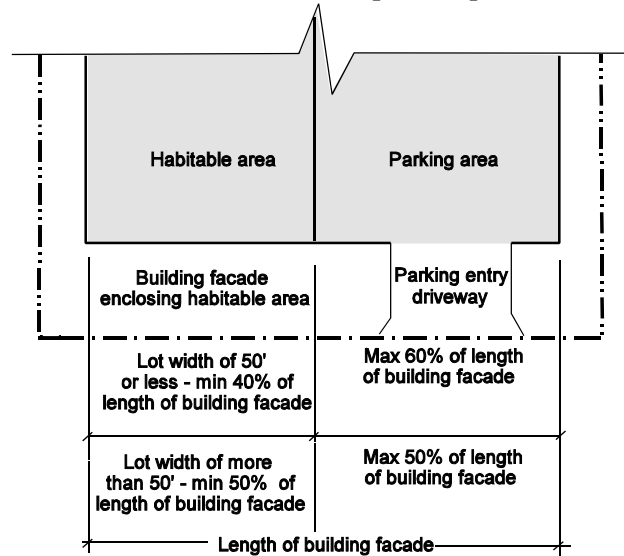 Habitable area
Parking area
Building facade
enclosing habitable area
Parking entry
driveway
Lot width of 50'
or less - min 40% of
length of building facade
Max 60% of length
of building facade
Lot width of more
than 50' - min 50% of
length of building facade
Max 50% of length
of building facade
Length of building facade